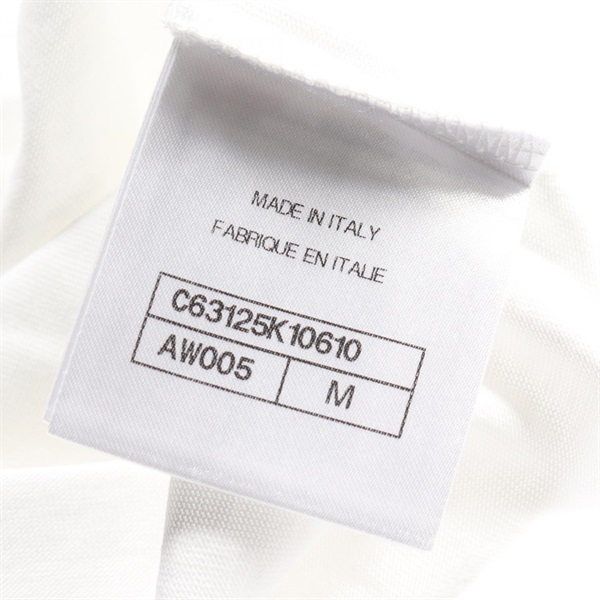 MADE IN ITALY
FABRIQUE EN ITALIE
C63125K10610
AW005 M